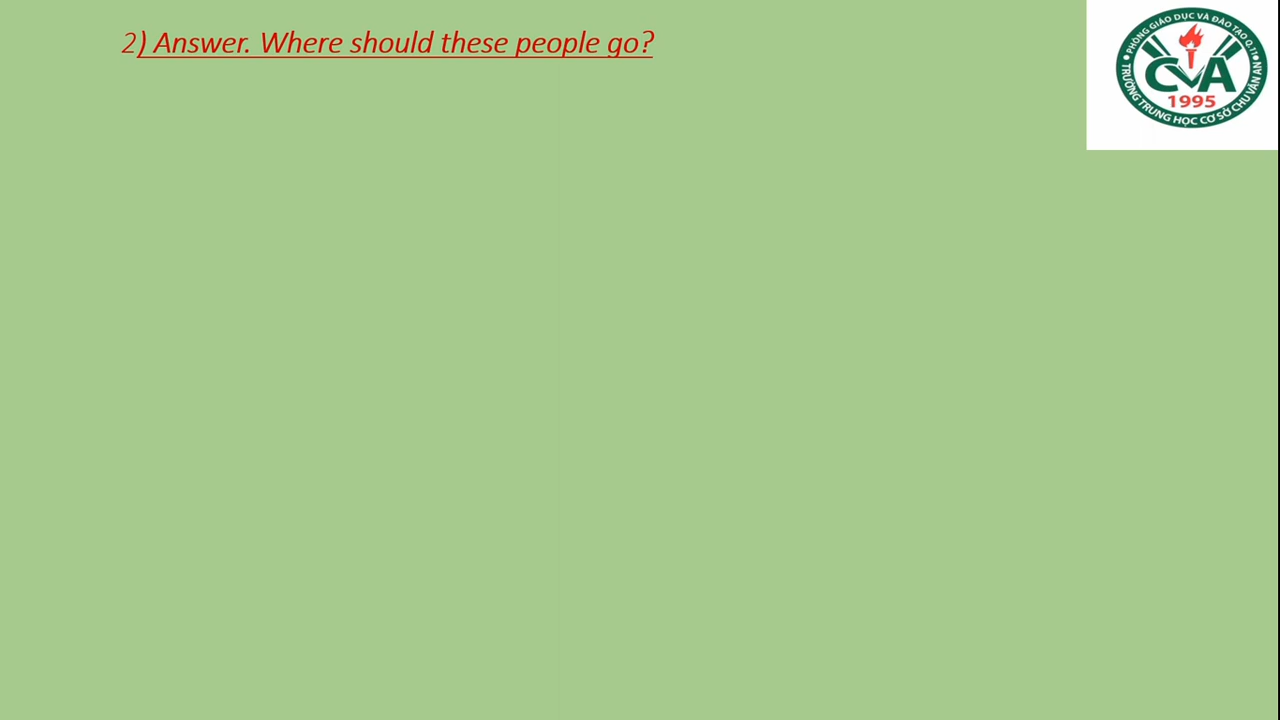 2) Answer. Where should these people go?
PHÒNG GIÁO DỤC VÀ ĐÀO TẠO Q.11
CVA
1995
TRƯỜNG TRUNG HỌC CƠ SỞ CHU VĂN AN